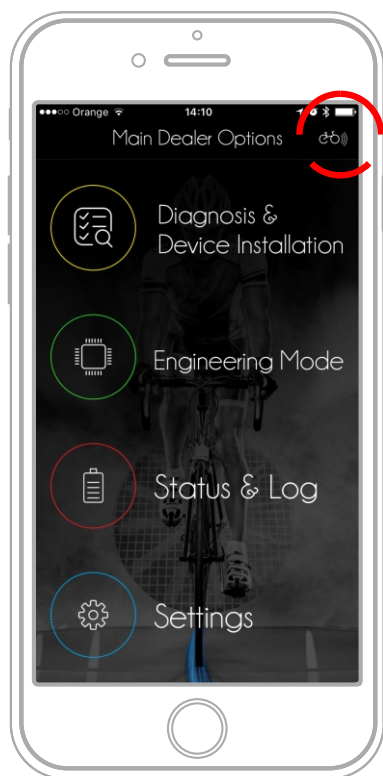 Orange 14:10
Main Dealer Options
Diagnosis &
Device Installation
Engineering Mode
Status & Log
Settings